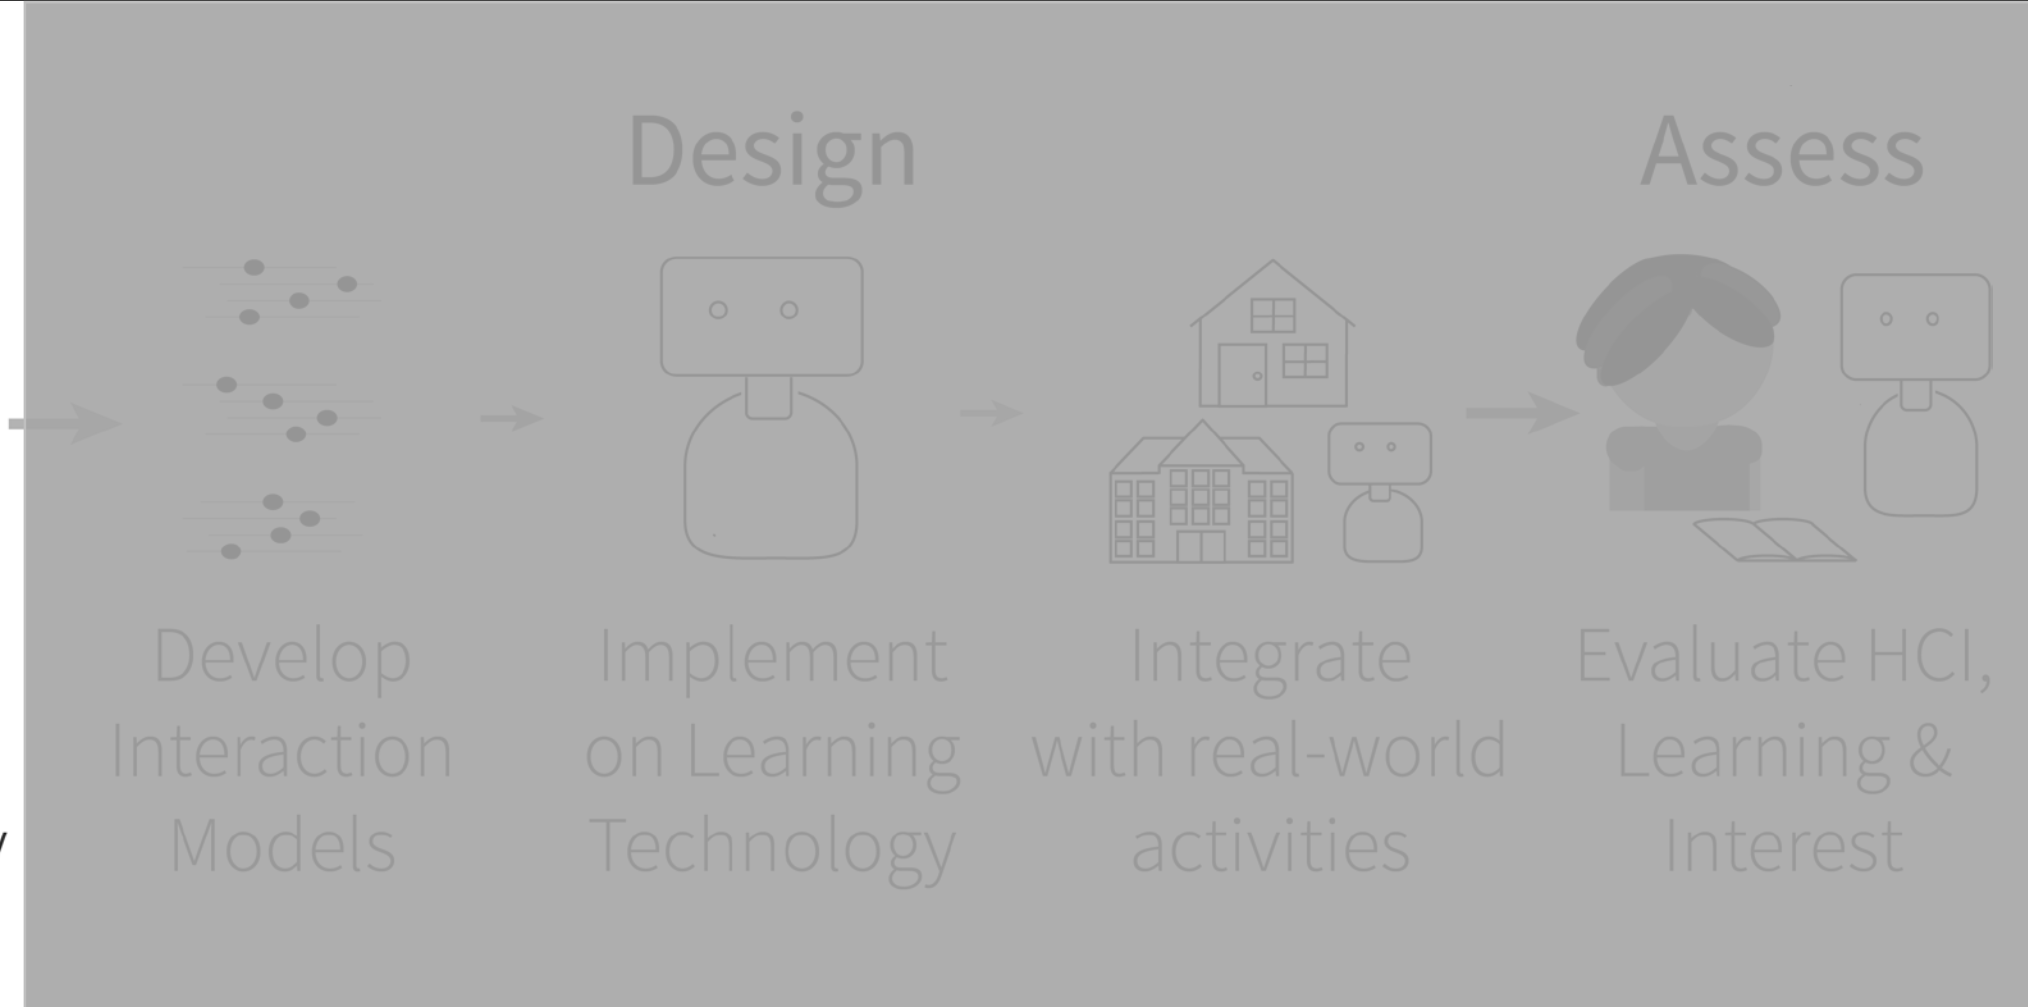 Design
Assess
Develop
Interaction
Models
Implement
on Learning
Technology
Integrate
with real-world
activities
Evaluate HCI,
Learning &
Interest